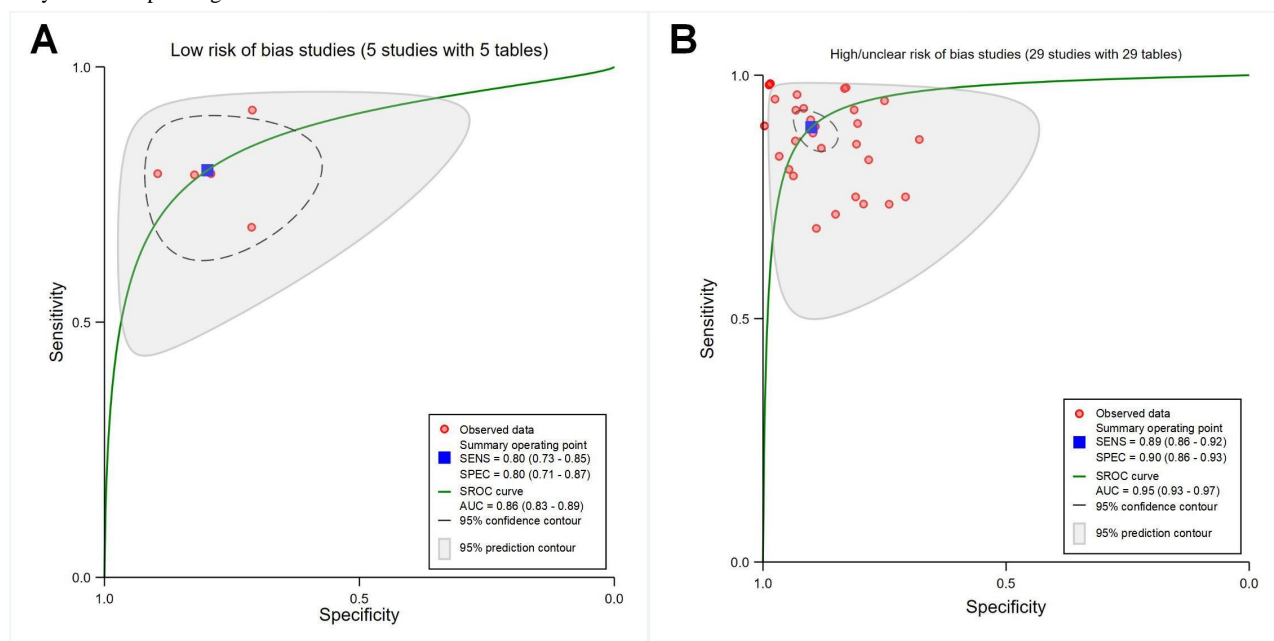 A
Low risk of bias studies (5 studies with 5 tables)
1.0
Sensitivity
0.5
0.0
1.0
0.5
0.0
Specificity
Observed data
Summary operating point
SENS = 0.80 (0.73 - 0.85)
SPEC = 0.80 (0.71 - 0.87)
SROC curve
AUC = 0.86 (0.83 - 0.89)
95% confidence contour
95% prediction contour
B
High/unclear risk of bias studies (29 studies with 29 tables)
1.0
Sensitivity
0.5
0.0
1.0
0.5
0.0
Specificity
Observed data
Summary operating point
SENS = 0.89 (0.86 - 0.92)
SPEC = 0.90 (0.86 - 0.93)
SROC curve
AUC = 0.95 (0.93 - 0.97)
95% confidence contour
95% prediction contour